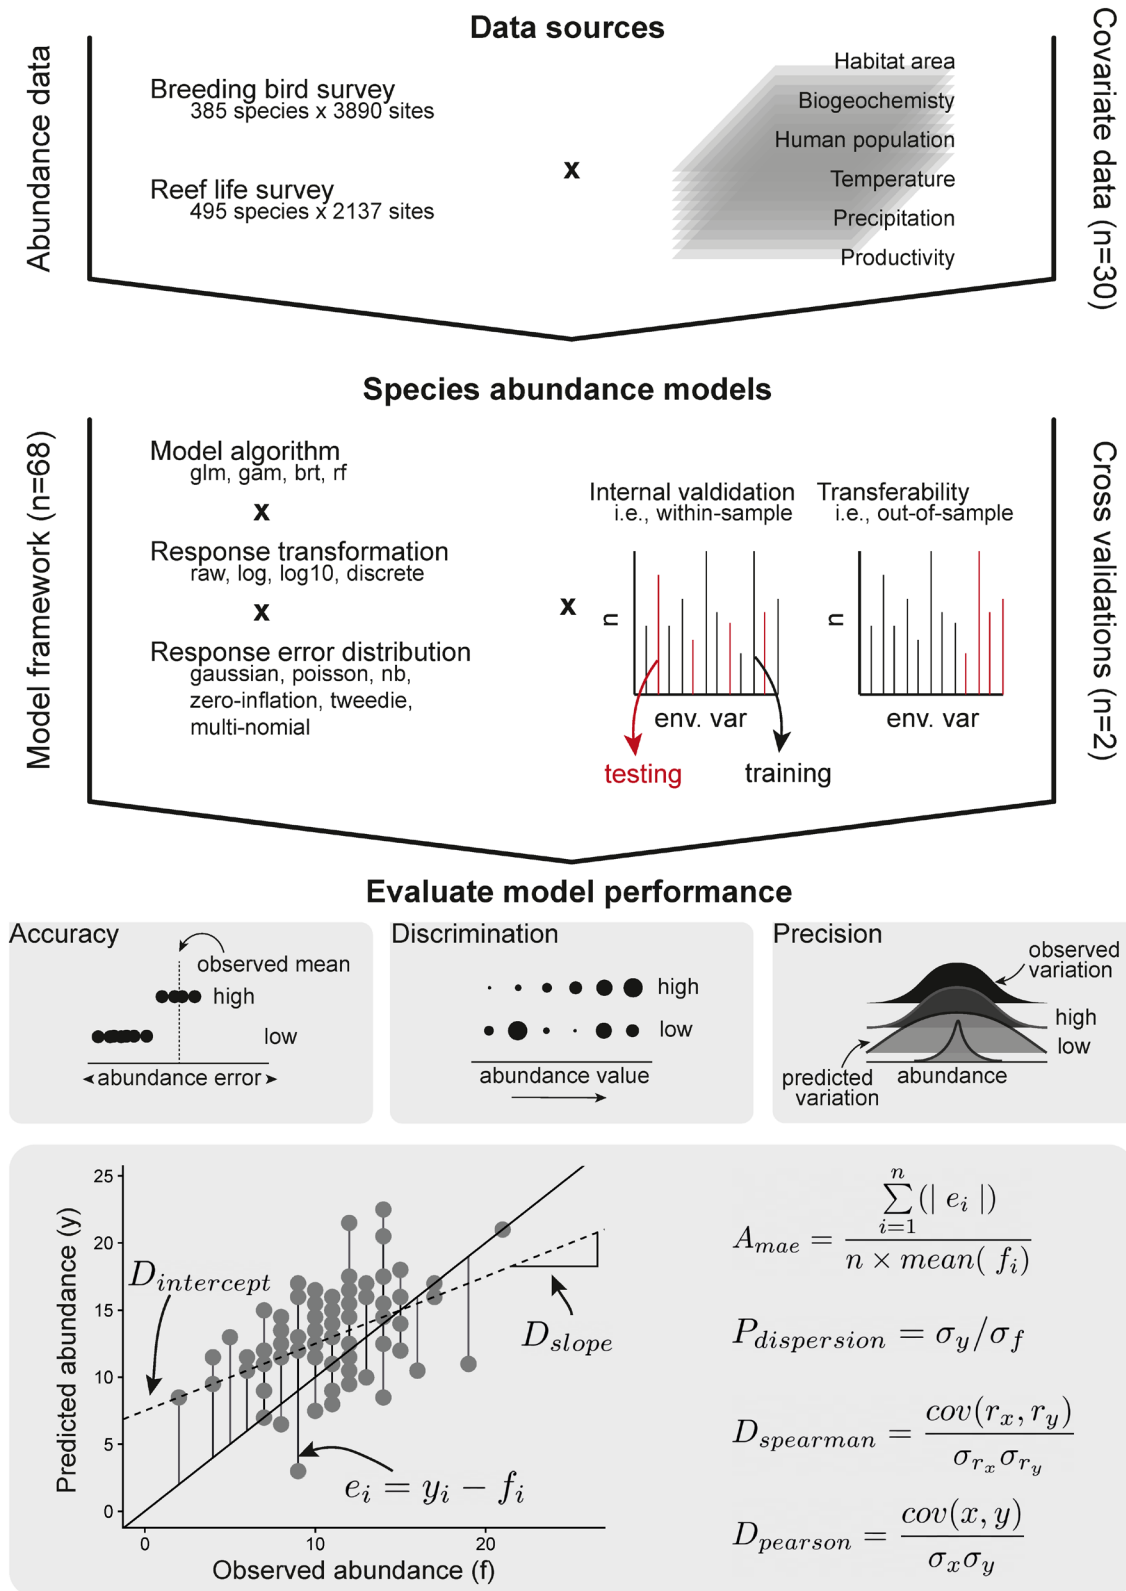 Data sources
Abundance data
Breeding bird survey
385 species x 3890 sites
Reef life survey
495 species x 2137 sites
x
Habitat area
Biogeochemisty
Human population
Temperature
Precipitation
Productivity
Covariate data (n=30)
Species abundance models
Model framework (n=68)
Model algorithm
glm, gam, brt, rf
x
Response transformation
raw, log, log10, discrete
x
Response error distribution
gaussian, poisson, nb,
zero-inflation, tweedie,
multi-nomial
x
Internal valdidation
i.e., within-sample
n
env. var
testing
training
Transferability
i.e., out-of-sample
n
env. var
Cross validations (n=2)
Evaluate model performance
Accuracy
observed mean
high
low
abundance error
Discrimination
high
low
abundance value
Precision
observed
variation
high
low
predicted
variation
abundance
Predicted abundance (y)
25
20
15
10
5
0
0
10
20
Observed abundance (f)
D_intercept
D_slope
e_i = y_i − f_i
A_mae = ∑_{i=1}^{n} (| e_i |) / n × mean( f_i)
P_dispersion = σ_y/σ_f
D_spearman = cov(r_x, r_y) / σ_{r_x} σ_{r_y}
D_pearson = cov(x, y) / σ_x σ_y